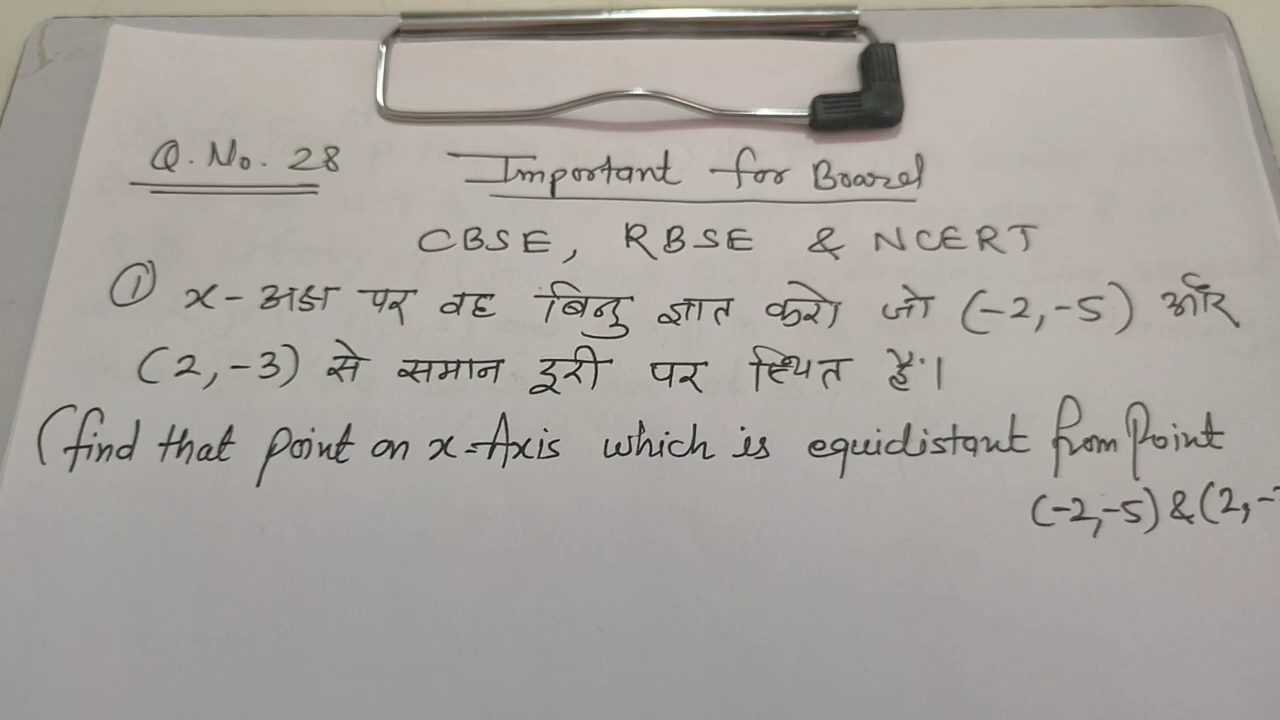 Q. No. 28
Important for Board
CBSE, RBSE & NCERT
① x-अक्ष पर वह बिन्दु ज्ञात करो जो (-2,-5) और
(2,-3) से समान दूरी पर स्थित हैं।
(find that point on x-Axis which is equidistant from Point
(-2,-5) & (2,-